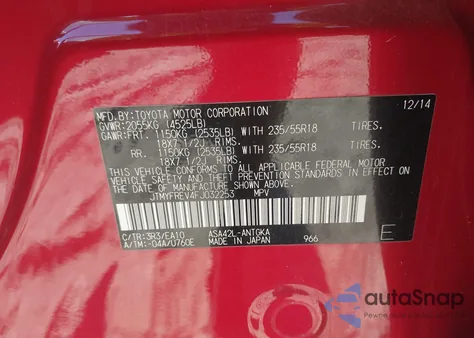 MFD.BY:TOYOTA MOTOR CORPORATION 12/14
GVWR:2055KG (4525LB)
GAWR:FRT. 1150KG (2535LB) WITH 235/55R18 TIRES.
18X7 1/2J RIMS.
RR. 1150KG (2535LB) WITH 235/55R18 TIRES.
18X7 1/2J RIMS.
THIS VEHICLE CONFORMS TO ALL APPLICABLE FEDERAL MOTOR
VEHICLE SAFETY AND THEFT PREVENTION STANDARDS IN EFFECT
ON THE DATE OF MANUFACTURE SHOWN ABOVE.
JTMYFREV4FJ032253 MPV
C/TR:3R3/EA10 ASA42L-ANTGKA
A/TM:-04A/U760E MADE IN JAPAN 966 E
autoSnap